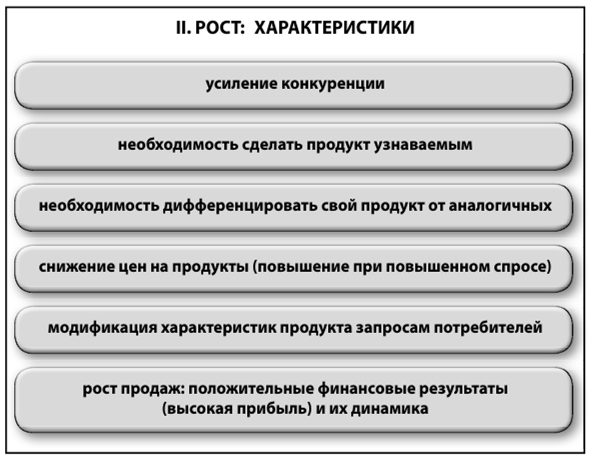 II. РОСТ: ХАРАКТЕРИСТИКИ
усиление конкуренции
необходимость сделать продукт узнаваемым
необходимость дифференцировать свой продукт от аналогичных
снижение цен на продукты (повышение при повышенном спросе)
модификация характеристик продукта запросам потребителей
рост продаж: положительные финансовые результаты
(высокая прибыль) и их динамика